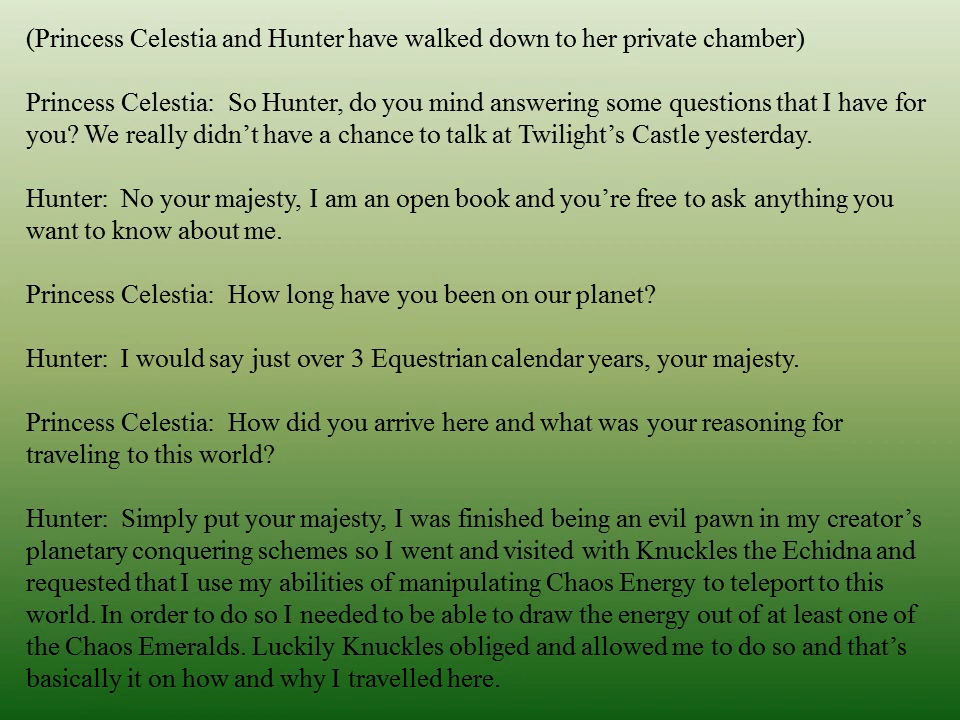 (Princess Celestia and Hunter have walked down to her private chamber)
Princess Celestia:  So Hunter, do you mind answering some questions that I have for
you? We really didn’t have a chance to talk at Twilight’s Castle yesterday.
Hunter:  No your majesty, I am an open book and you’re free to ask anything you
want to know about me.
Princess Celestia:  How long have you been on our planet?
Hunter:  I would say just over 3 Equestrian calendar years, your majesty.
Princess Celestia:  How did you arrive here and what was your reasoning for
traveling to this world?
Hunter:  Simply put your majesty, I was finished being an evil pawn in my creator’s
planetary conquering schemes so I went and visited with Knuckles the Echidna and
requested that I use my abilities of manipulating Chaos Energy to teleport to this
world. In order to do so I needed to be able to draw the energy out of at least one of
the Chaos Emeralds. Luckily Knuckles obliged and allowed me to do so and that’s
basically it on how and why I travelled here.